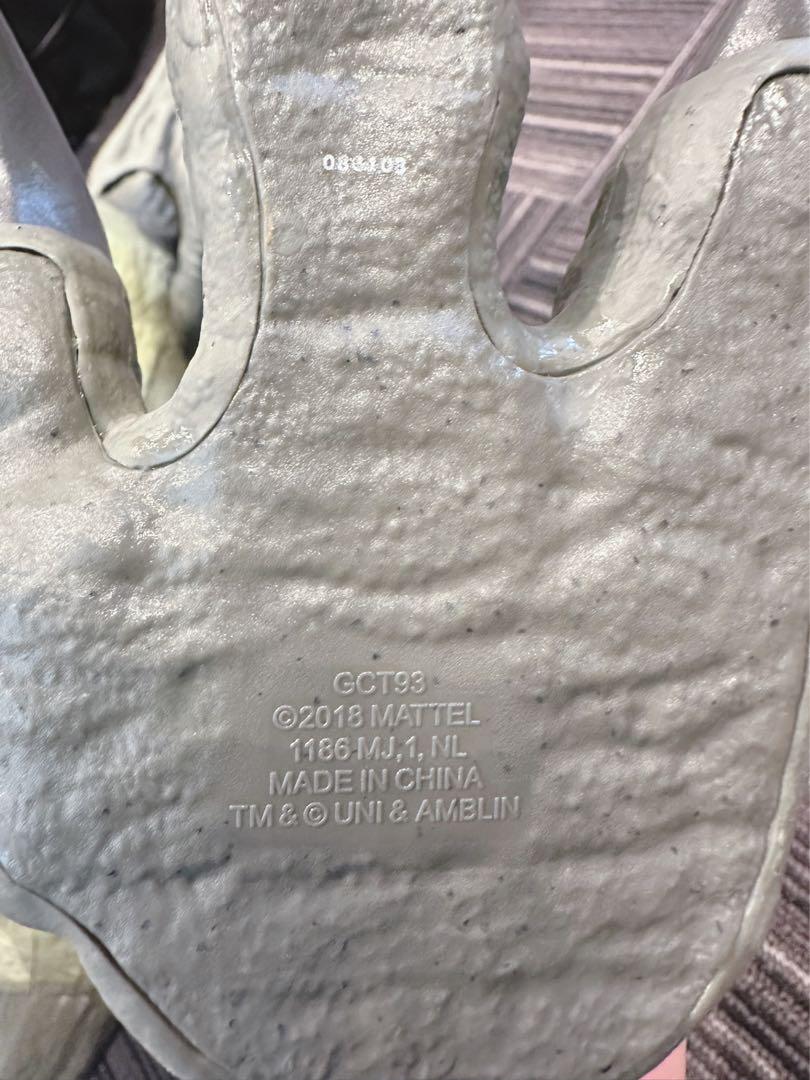 GCT93
©2018 MATTEL
1186 MJ,1, NL
MADE IN CHINA
TM & © UNI & AMBLIN